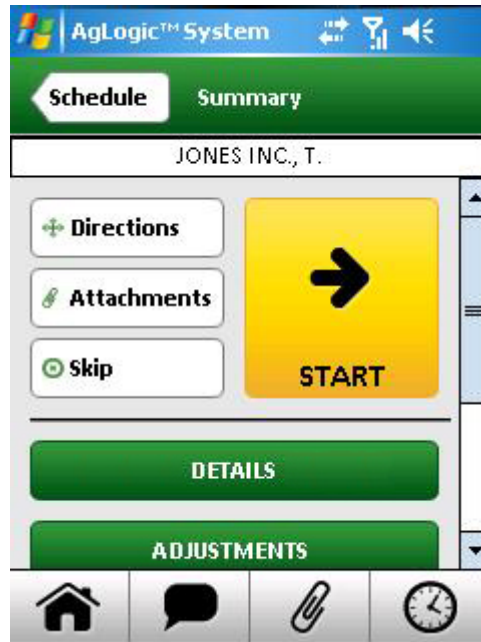 AgLogic™ System
Schedule Summary
JONES INC., T.
Directions
Attachments
Skip
START
DETAILS
ADJUSTMENTS